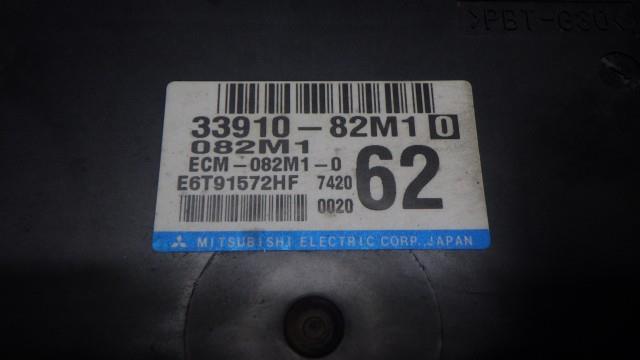 >PBT-G30<
33910-82M1 0
082M1
ECM-082M1-0
E6T91572HF 7420
0020
62
MITSUBISHI ELECTRIC CORP., JAPAN